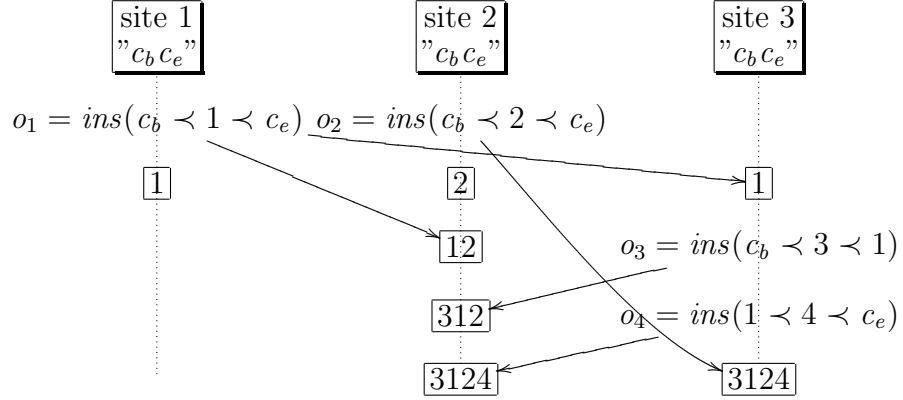 site 1 site 2 site 3
"c_b c_e" "c_b c_e" "c_b c_e"
o_1 = ins(c_b ≺ 1 ≺ c_e) o_2 = ins(c_b ≺ 2 ≺ c_e)
1 2 1
12 o_3 = ins(c_b ≺ 3 ≺ 1)
312 o_4 = ins(1 ≺ 4 ≺ c_e)
3124 3124